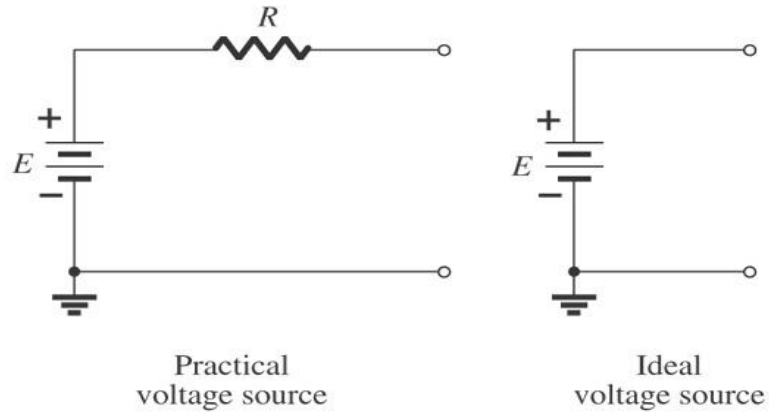 R
+
E
−
Practical
voltage source
+
E
−
Ideal
voltage source